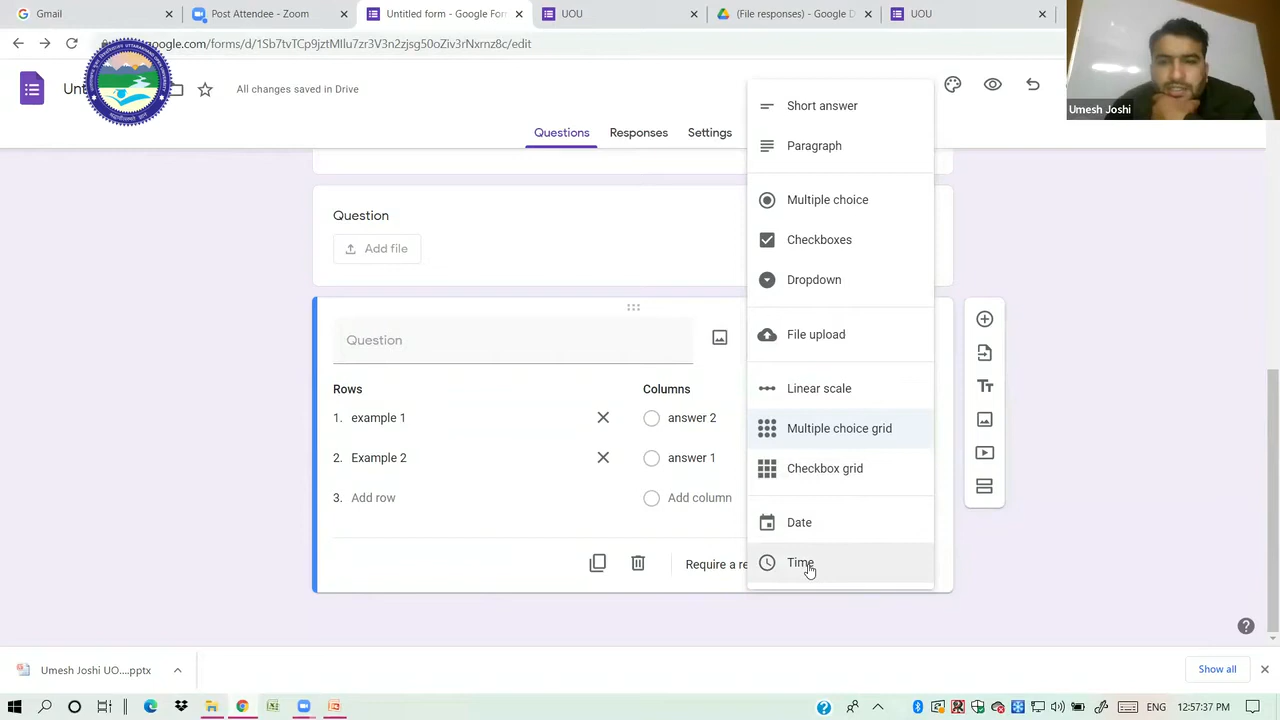 Gmail
Post Attendee - Zoom
Untitled form - Google For
UOU
(File responses) - Google D
UOU
google.com/forms/d/1Sb7tvTCp9jztMIlu7zr3V3n2zjsg50oZiv3rNxrnz8c/edit
Unt
All changes saved in Drive
Umesh Joshi
Questions
Responses
Settings
Short answer
Paragraph
Multiple choice
Checkboxes
Dropdown
File upload
Linear scale
Multiple choice grid
Checkbox grid
Date
Time
Question
Add file
Question
Rows
Columns
1. example 1
answer 2
2. Example 2
answer 1
3. Add row
Add column
Require a re
Umesh Joshi UO....pptx
Show all
ENG
12:57:37 PM